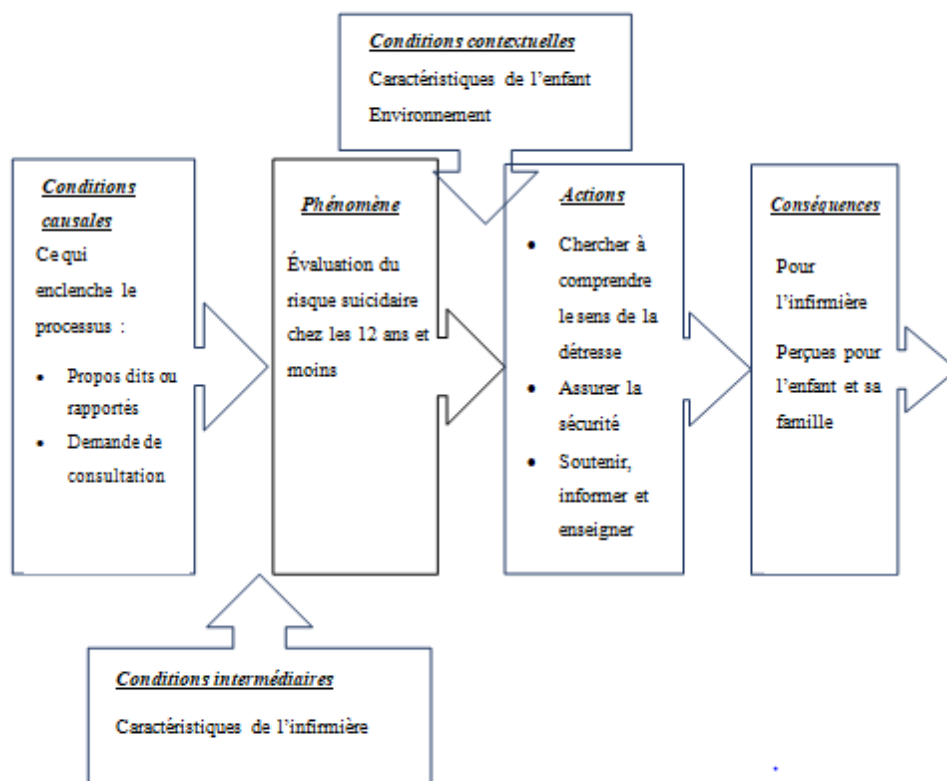 Conditions contextuelles
Caractéristiques de l'enfant
Environnement
Conditions
causales
Ce qui
enclenche le
processus :
• Propos dits ou
rapportés
• Demande de
consultation
Phénomène
Évaluation du
risque suicidaire
chez les 12 ans et
moins
Actions
• Chercher à
comprendre
le sens de la
détresse
• Assurer la
sécurité
• Soutenir,
informer et
enseigner
Conséquences
Pour
l'infirmière
Perçues pour
l'enfant et sa
famille
Conditions intermédiaires
Caractéristiques de l'infirmière